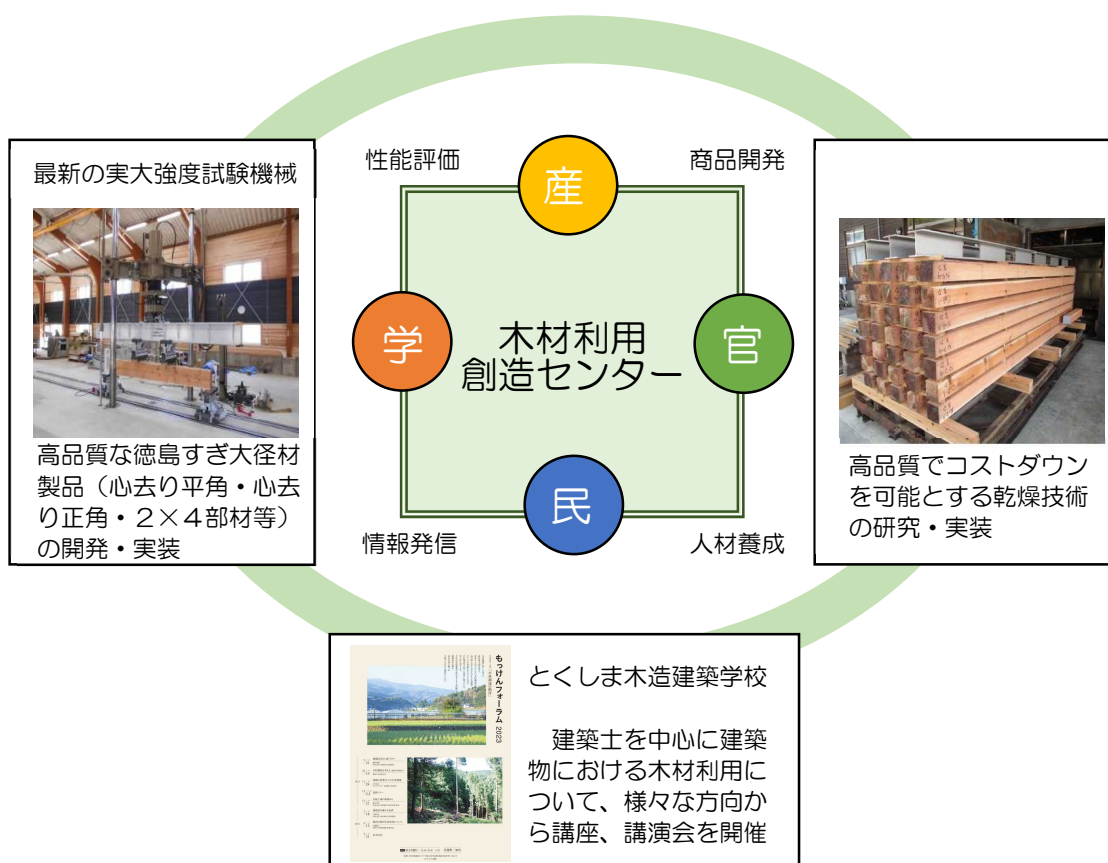 最新の実大強度試験機械
高品質な徳島すぎ大径材
製品（心去り平角・心去
り正角・２×４部材等）
の開発・実装
性能評価
産
商品開発
学
木材利用
創造センター
官
情報発信
民
人材養成
高品質でコストダウン
を可能とする乾燥技術
の研究・実装
もっけんフォーラム 2023
とくしま木造建築学校
建築士を中心に建築
物における木材利用に
ついて、様々な方向か
ら講座、講演会を開催